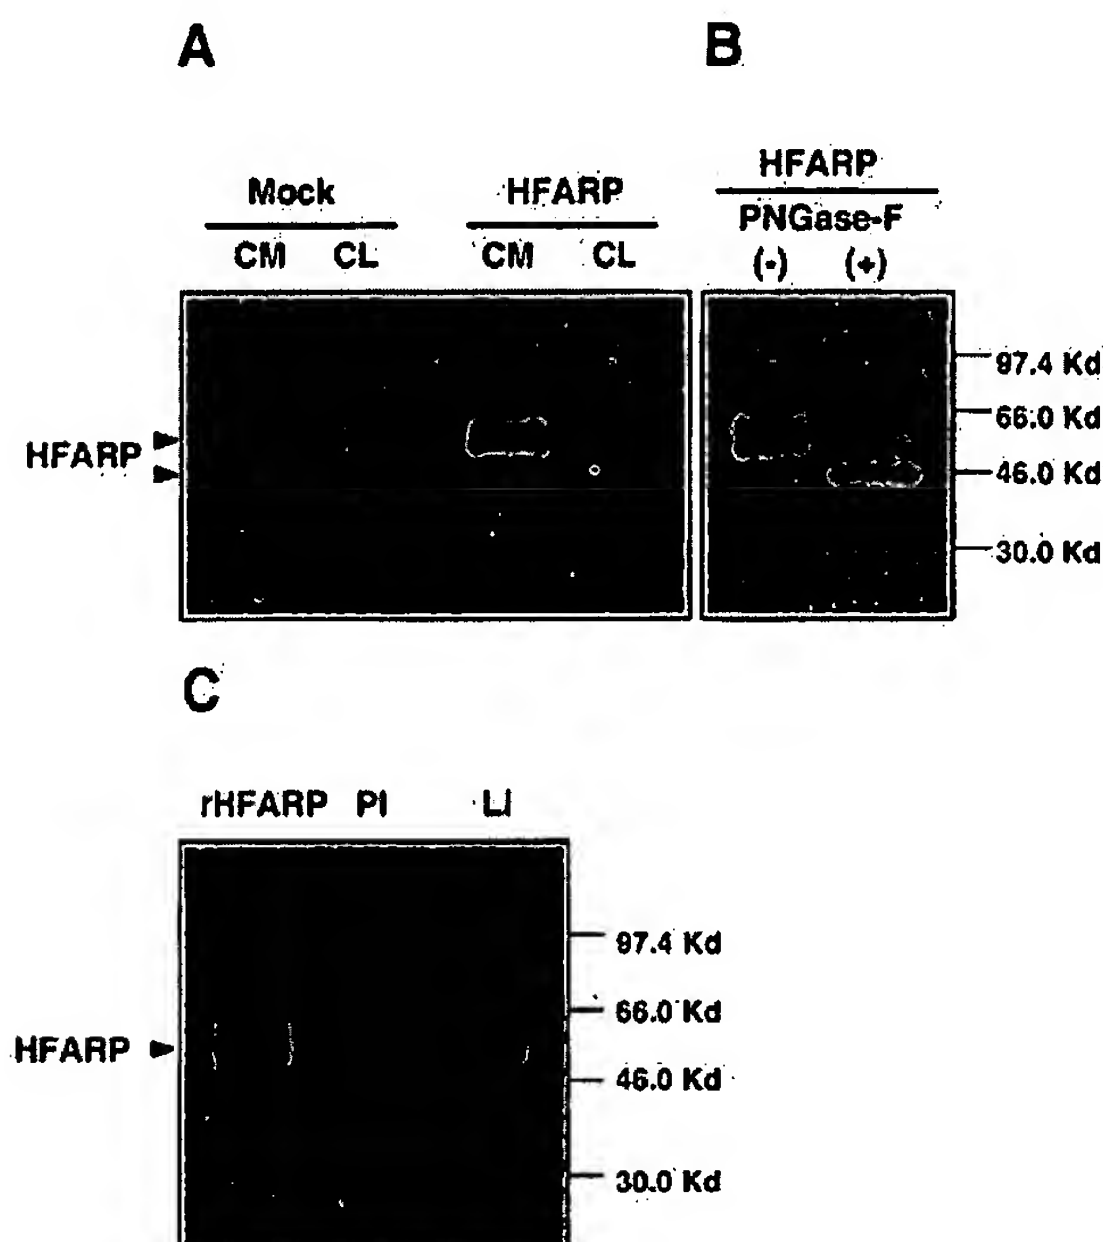 A
B
Mock
HFARP
CM CL
CM CL
HFARP
PNGase-F
(-) (+)
97.4 Kd
66.0 Kd
46.0 Kd
30.0 Kd
HFARP
C
rHFARP PI LI
97.4 Kd
66.0 Kd
46.0 Kd
30.0 Kd
HFARP